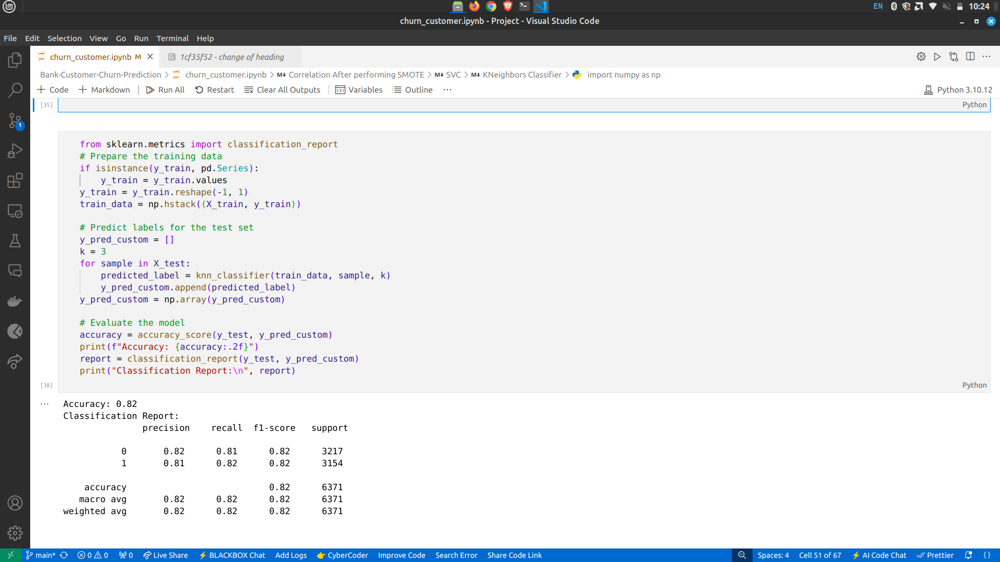 EN 10:24
churn_customer.ipynb - Project - Visual Studio Code
File Edit Selection View Go Run Terminal Help
churn_customer.ipynb M 1cf35f52 - change of heading
Bank-Customer-Churn-Prediction > churn_customer.ipynb > M↓ Correlation After performing SMOTE > M↓ SVC > M↓ KNeighbors Classifier > import numpy as np
+ Code + Markdown Run All Restart Clear All Outputs Variables Outline ... Python 3.10.12
[35] Python
from sklearn.metrics import classification_report
# Prepare the training data
if isinstance(y_train, pd.Series):
    y_train = y_train.values
y_train = y_train.reshape(-1, 1)
train_data = np.hstack((X_train, y_train))
# Predict labels for the test set
y_pred_custom = []
k = 3
for sample in X_test:
    predicted_label = knn_classifier(train_data, sample, k)
    y_pred_custom.append(predicted_label)
y_pred_custom = np.array(y_pred_custom)
# Evaluate the model
accuracy = accuracy_score(y_test, y_pred_custom)
print(f"Accuracy: {accuracy:.2f}")
report = classification_report(y_test, y_pred_custom)
print("Classification Report:\n", report)
[38] Python
... Accuracy: 0.82
Classification Report:
precision recall f1-score support
0 0.82 0.81 0.82 3217
1 0.81 0.82 0.82 3154
accuracy 0.82 6371
macro avg 0.82 0.82 0.82 6371
weighted avg 0.82 0.82 0.82 6371
1
main* 0 0 0 Live Share BLACKBOX Chat Add Logs CyberCoder Improve Code Search Error Share Code Link Spaces: 4 Cell 51 of 67 AI Code Chat Prettier { }